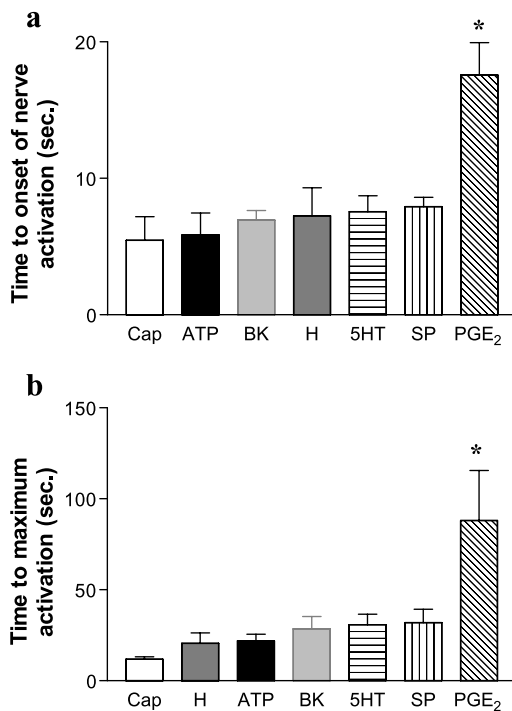 a
Time to onset of nerve
activation (sec.)
20
10
0
*
Cap ATP BK H 5HT SP PGE₂
b
Time to maximum
activation (sec.)
150
100
50
0
*
Cap H ATP BK 5HT SP PGE₂